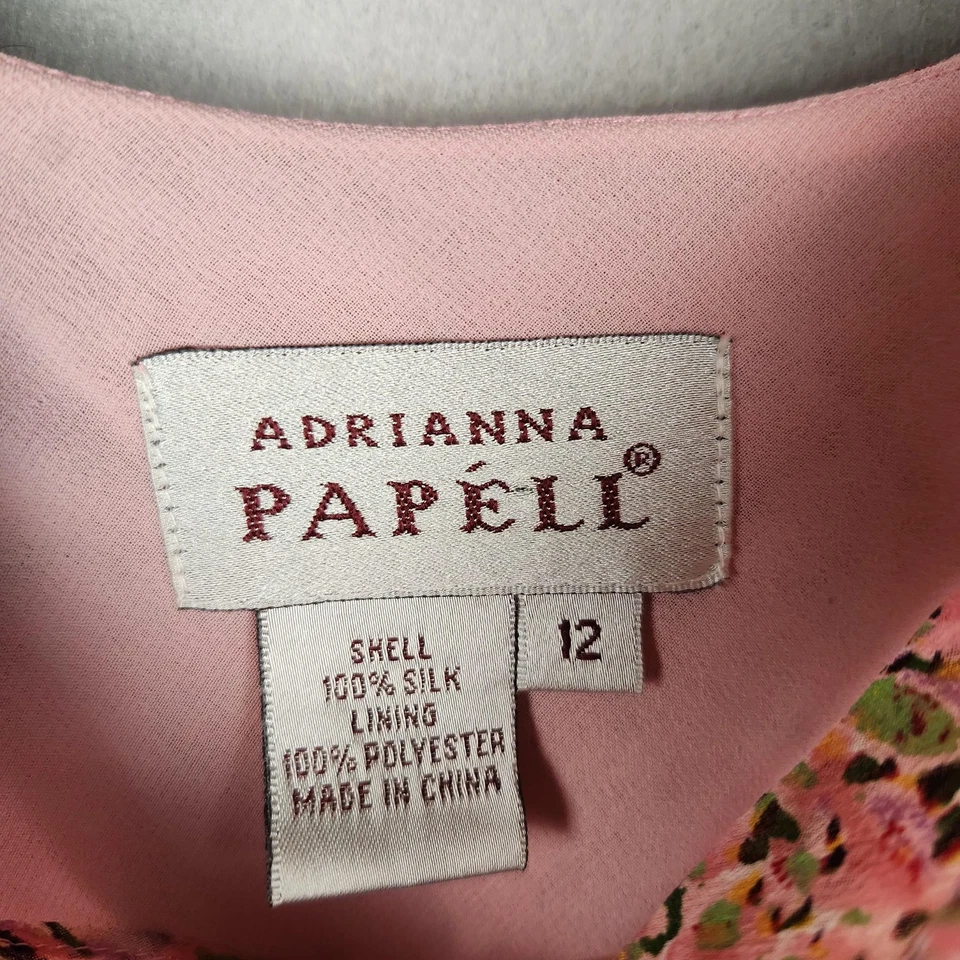 ADRIANNA
PAPÉLL®
12
SHELL
100% SILK
LINING
100% POLYESTER
MADE IN CHINA